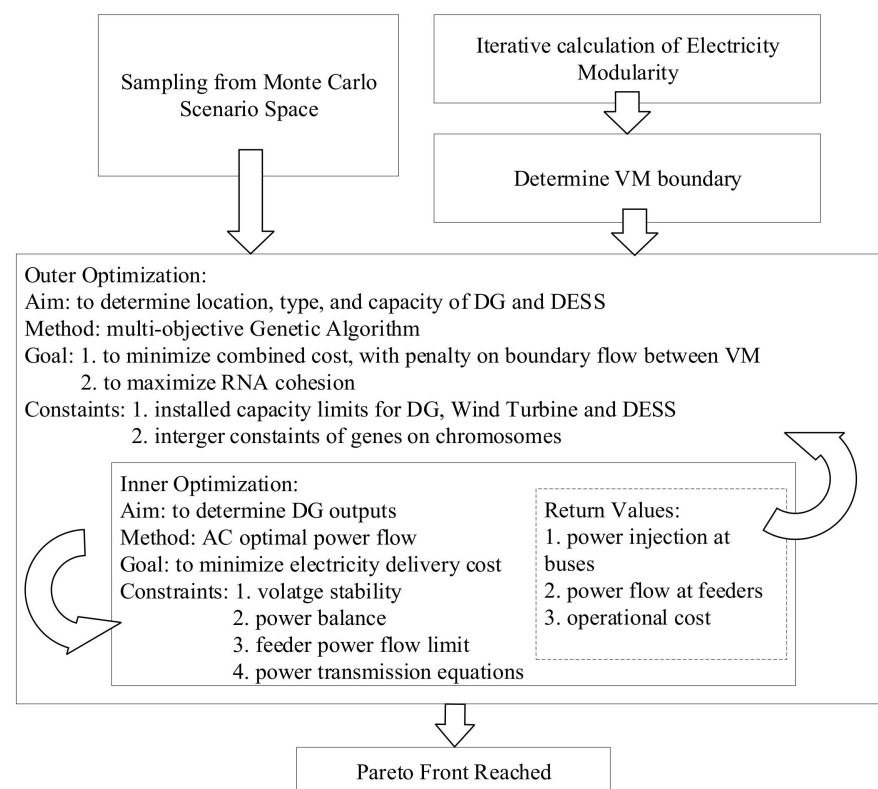 Sampling from Monte Carlo
Scenario Space
Iterative calculation of Electricity
Modularity
Determine VM boundary
Outer Optimization:
Aim: to determine location, type, and capacity of DG and DESS
Method: multi-objective Genetic Algorithm
Goal: 1. to minimize combined cost, with penalty on boundary flow between VM
2. to maximize RNA cohesion
Constaints: 1. installed capacity limits for DG, Wind Turbine and DESS
2. interger constaints of genes on chromosomes
Inner Optimization:
Aim: to determine DG outputs
Method: AC optimal power flow
Goal: to minimize electricity delivery cost
Constraints: 1. volatge stability
2. power balance
3. feeder power flow limit
4. power transmission equations
Return Values:
1. power injection at
buses
2. power flow at feeders
3. operational cost
Pareto Front Reached